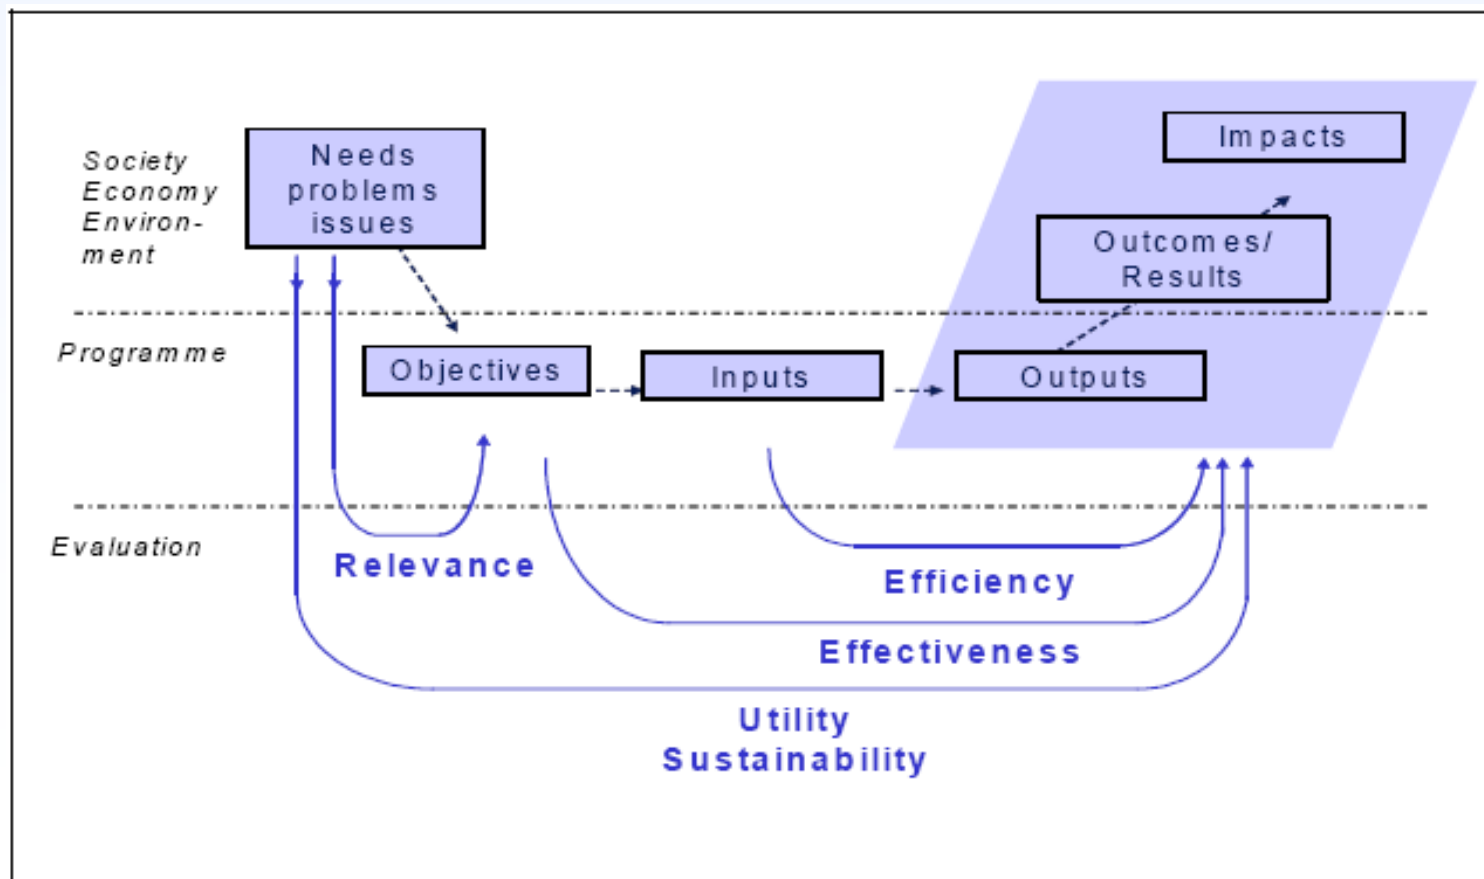 Society
Economy
Environ-
ment
Needs
problems
issues
Impacts
Outcomes/
Results
Programme
Objectives
Inputs
Outputs
Evaluation
Relevance
Efficiency
Effectiveness
Utility
Sustainability